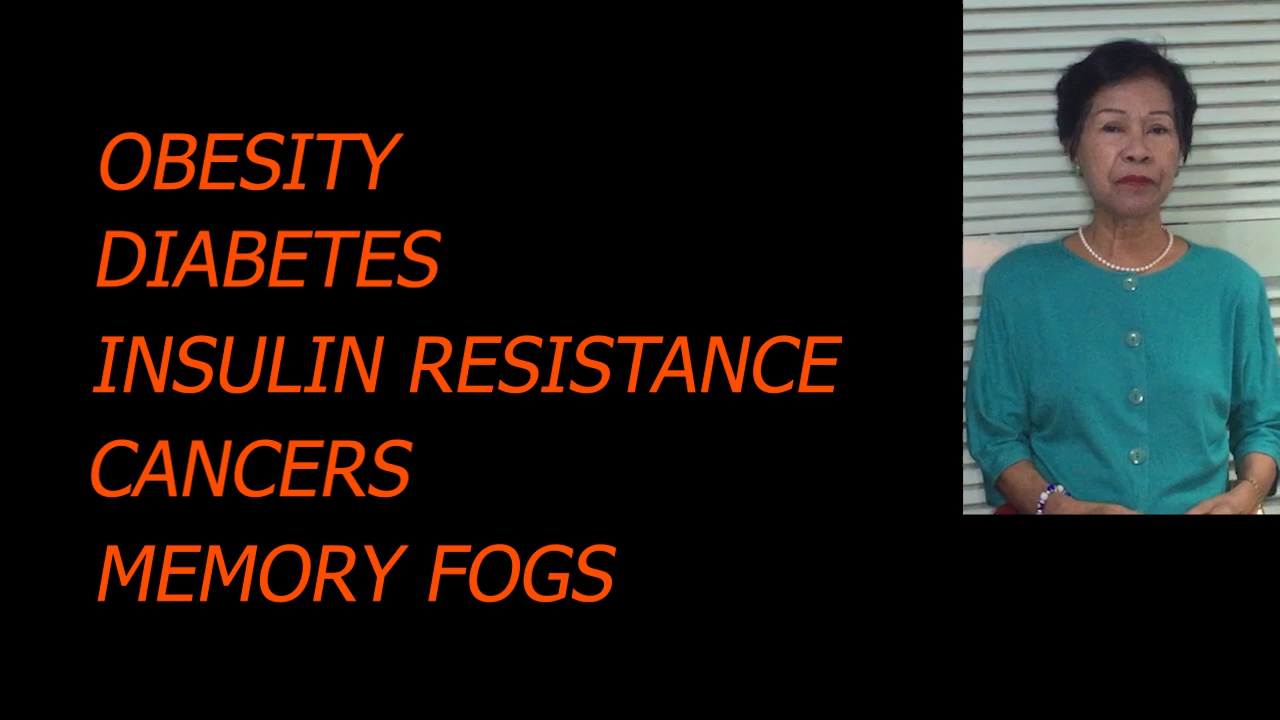 OBESITY
DIABETES
INSULIN RESISTANCE
CANCERS
MEMORY FOGS